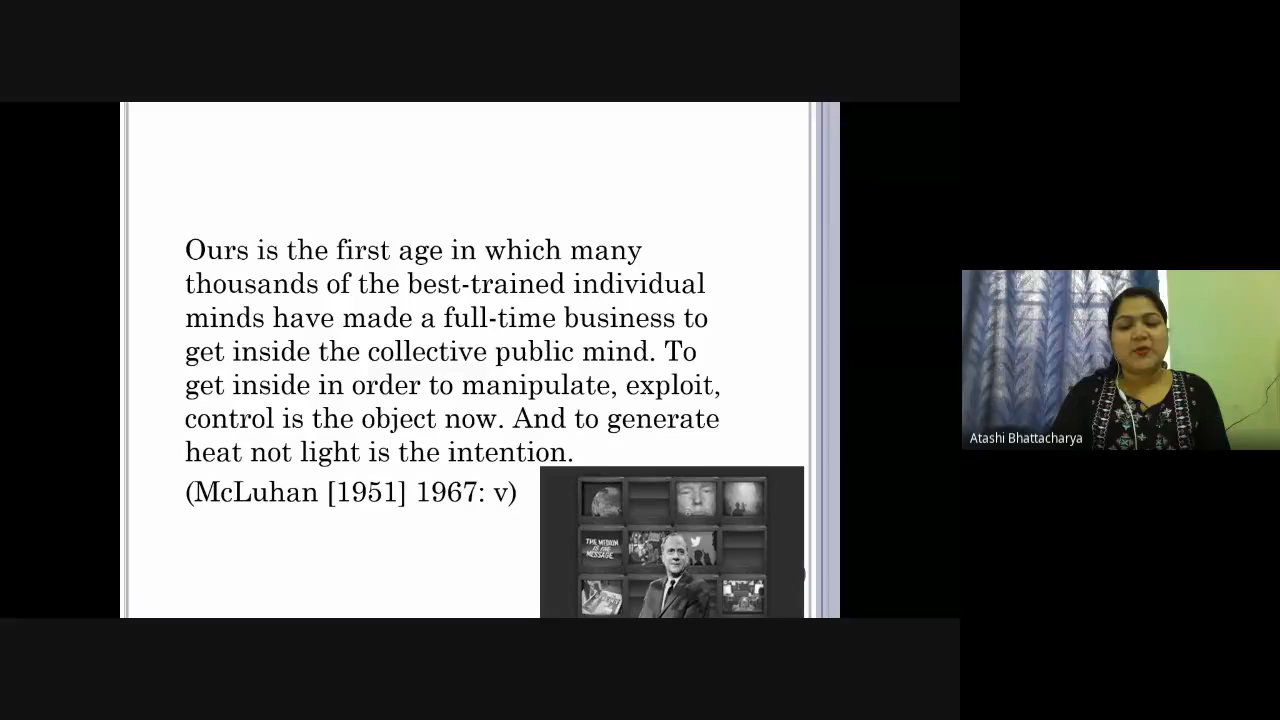 Ours is the first age in which many
thousands of the best-trained individual
minds have made a full-time business to
get inside the collective public mind. To
get inside in order to manipulate, exploit,
control is the object now. And to generate
heat not light is the intention.
(McLuhan [1951] 1967: v)
THE MEDIUM
IS THE
MESSAGE
Atashi Bhattacharya